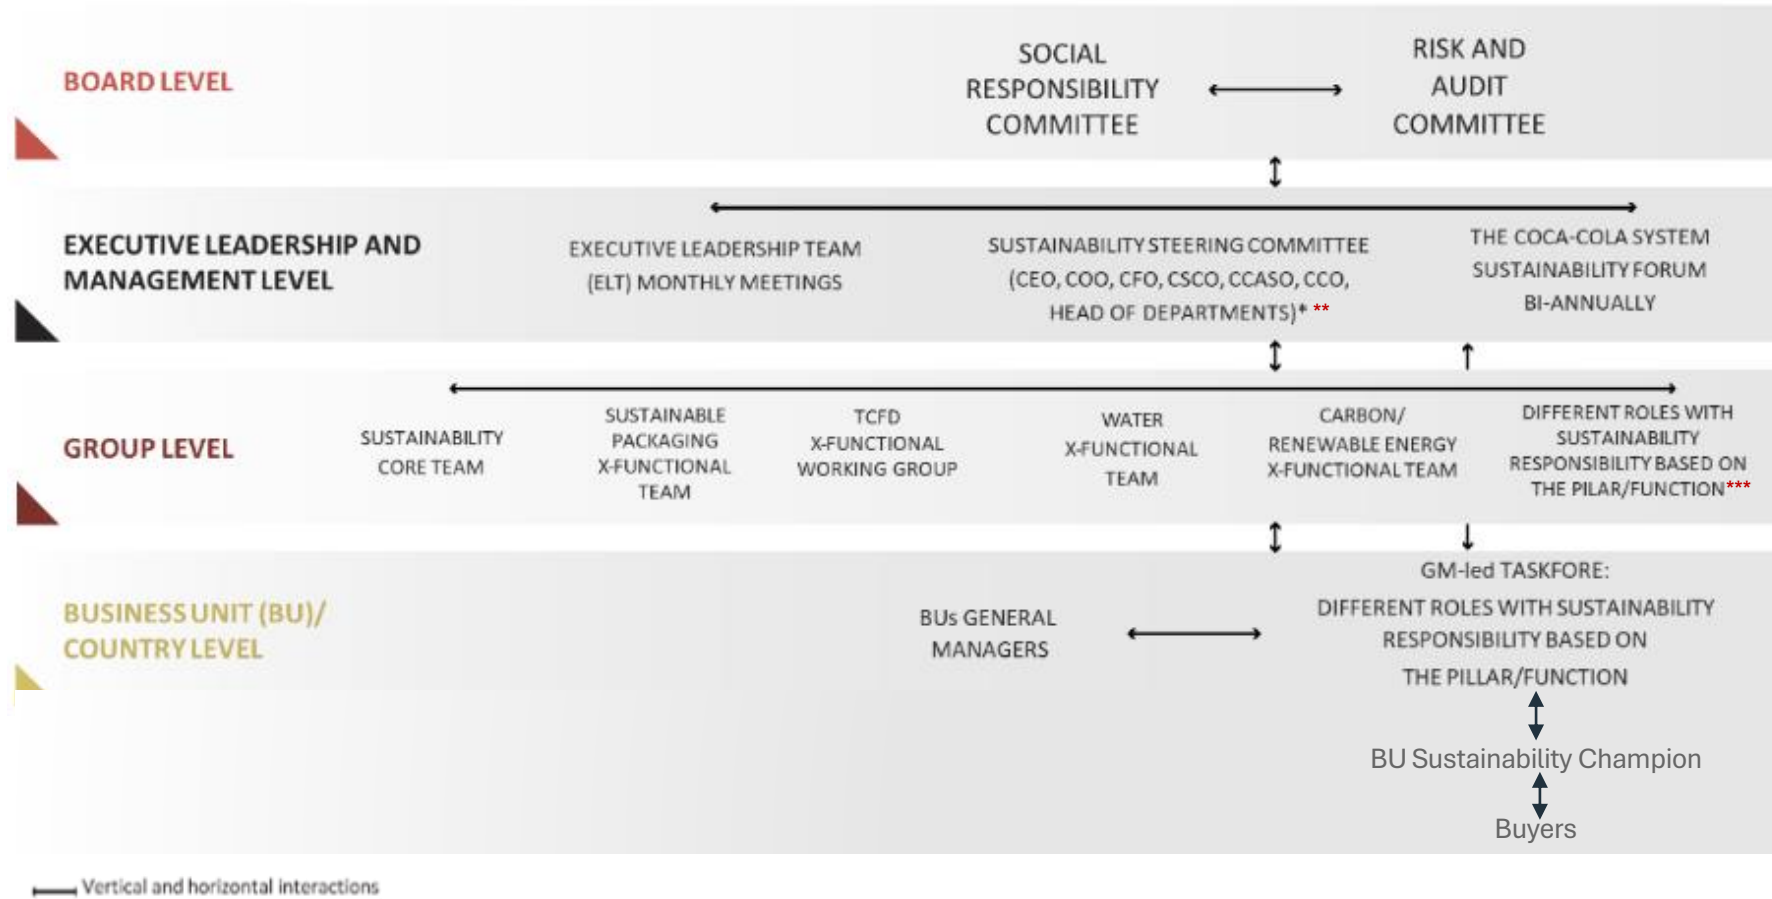 BOARD LEVEL
SOCIAL
RESPONSIBILITY
COMMITTEE
RISK AND
AUDIT
COMMITTEE
EXECUTIVE LEADERSHIP AND
MANAGEMENT LEVEL
EXECUTIVE LEADERSHIP TEAM
(ELT) MONTHLY MEETINGS
SUSTAINABILITY STEERING COMMITTEE
(CEO, COO, CFO, CSCO, CCASO, CCO,
HEAD OF DEPARTMENTS)* **
THE COCA-COLA SYSTEM
SUSTAINABILITY FORUM
BI-ANNUALLY
GROUP LEVEL
SUSTAINABILITY
CORE TEAM
SUSTAINABLE
PACKAGING
X-FUNCTIONAL
TEAM
TCFD
X-FUNCTIONAL
WORKING GROUP
WATER
X-FUNCTIONAL
TEAM
CARBON/
RENEWABLE ENERGY
X-FUNCTIONAL TEAM
DIFFERENT ROLES WITH
SUSTAINABILITY
RESPONSIBILITY BASED ON
THE PILAR/FUNCTION***
BUSINESS UNIT (BU)/
COUNTRY LEVEL
BUs GENERAL
MANAGERS
GM-led TASKFORE:
DIFFERENT ROLES WITH SUSTAINABILITY
RESPONSIBILITY BASED ON
THE PILLAR/FUNCTION
BU Sustainability Champion
Buyers
Vertical and horizontal interactions